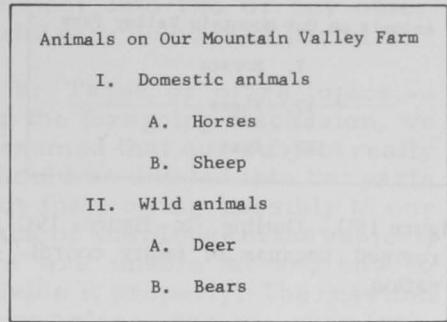 Animals on Our Mountain Valley Farm
I. Domestic animals
A. Horses
B. Sheep
II. Wild animals
A. Deer
B. Bears